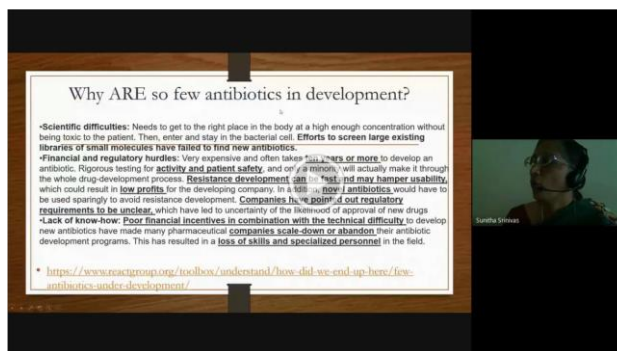 Why ARE so few antibiotics in development?
•Scientific difficulties: Needs to get to the right place in the body at a high enough concentration without
being toxic to the patient. Then, enter and stay in the bacterial cell. Efforts to screen large existing
libraries of small molecules have failed to find new antibiotics.
•Financial and regulatory hurdles: Very expensive and often takes ten years or more to develop an
antibiotic. Rigorous testing for activity and patient safety, and only a minority will actually make it through
the whole drug-development process. Resistance development can be fast and may hamper usability,
which could result in low profits for the developing company. In addition, novel antibiotics would have to
be used sparingly to avoid resistance development. Companies have pointed out regulatory
requirements to be unclear, which have led to uncertainty of the likelihood of approval of new drugs
•Lack of know-how: Poor financial incentives in combination with the technical difficulty to develop
new antibiotics have made many pharmaceutical companies scale-down or abandon their antibiotic
development programs. This has resulted in a loss of skills and specialized personnel in the field.
• https://www.reactgroup.org/toolbox/understand/how-did-we-end-up-here/few-
antibiotics-under-development/
Sunitha Srinivas